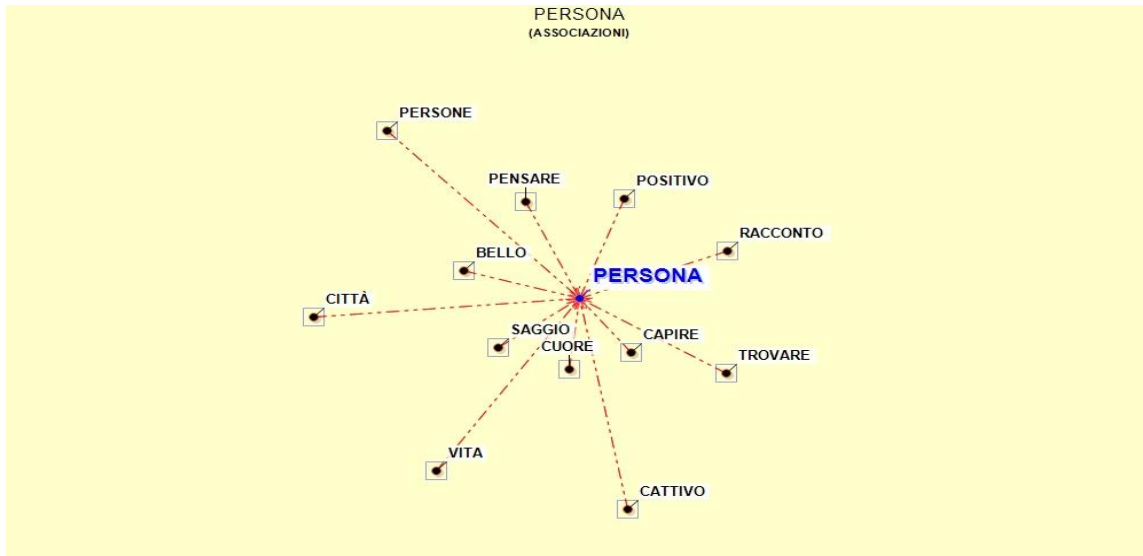 PERSONA
(ASSOCIAZIONI)
PERSONE
PENSARE
POSITIVO
RACCONTO
BELLO
PERSONA
CITTÀ
SAGGIO
CAPIRE
CUORE
TROVARE
VITA
CATTIVO